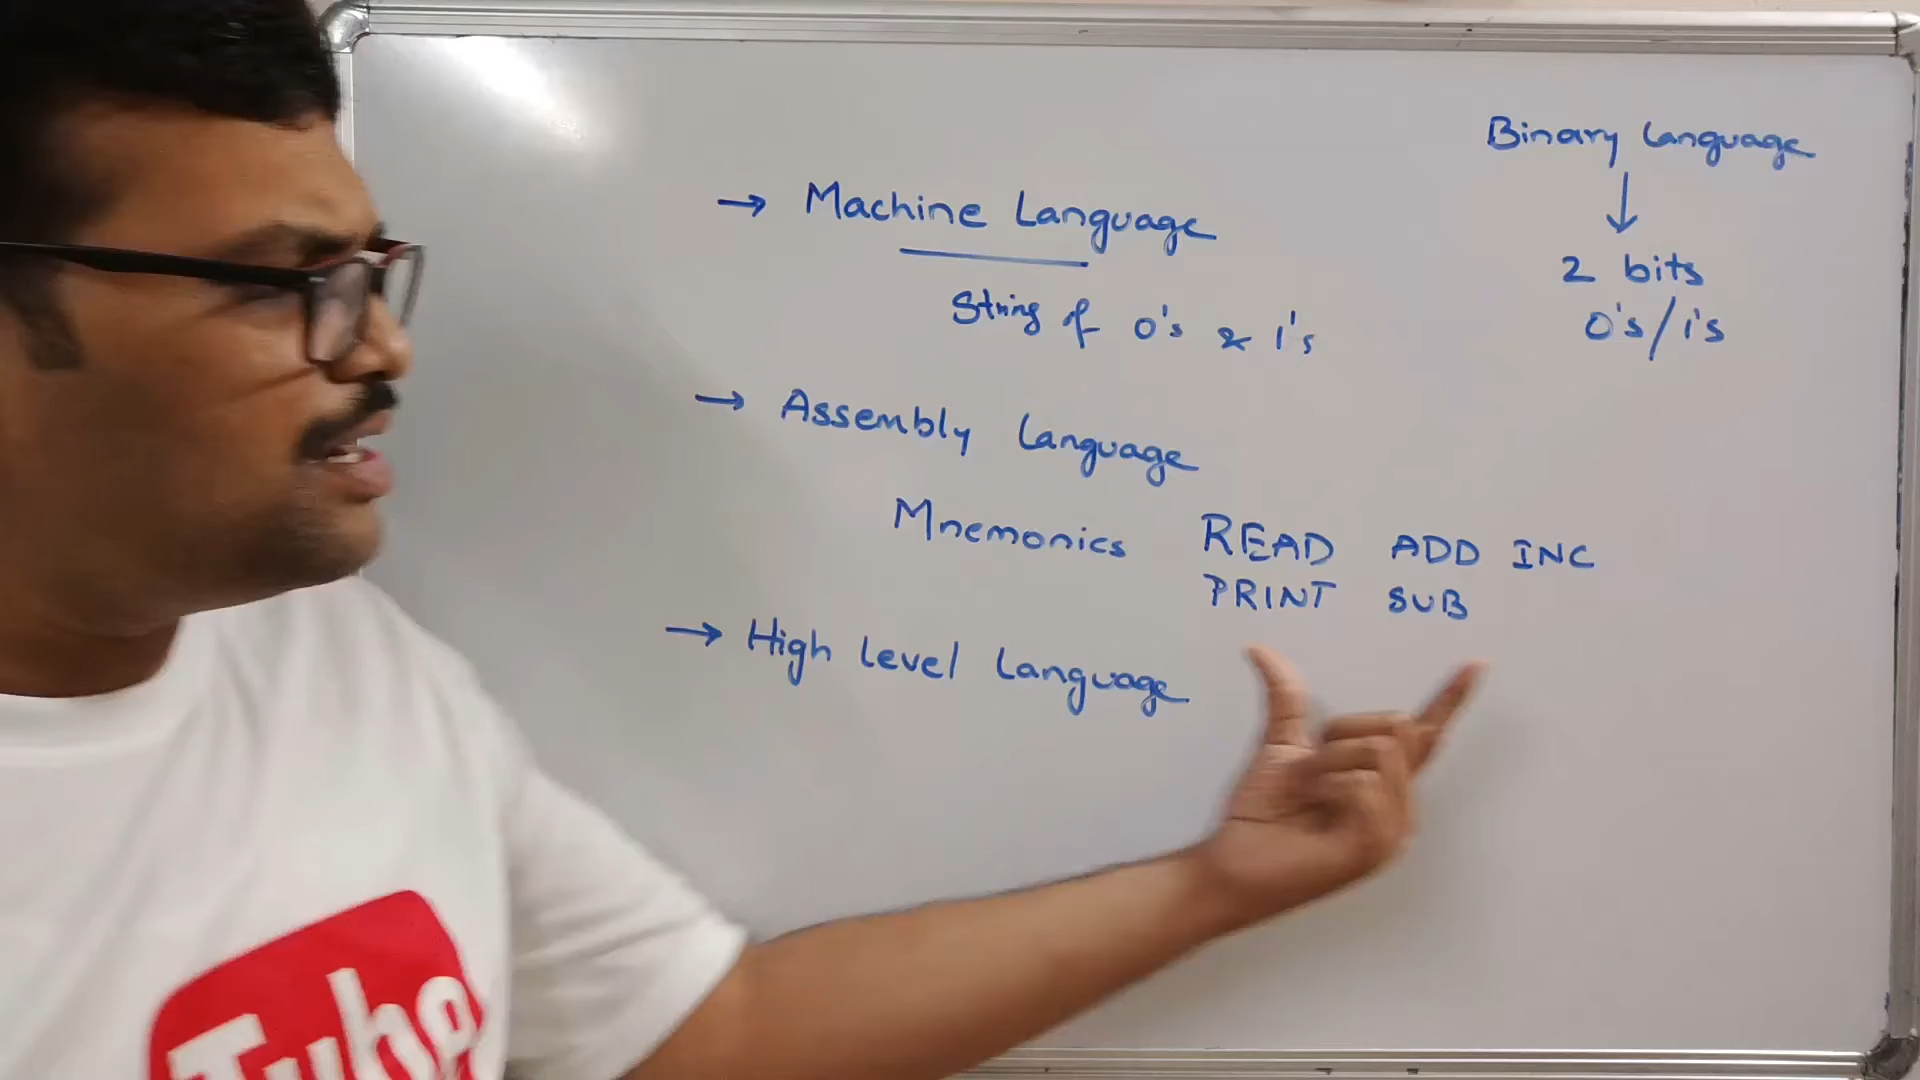 Binary Language
↓
2 bits
0's/1's
→ Machine Language
String of 0's & 1's
→ Assembly Language
Mnemonics READ ADD INC
PRINT SUB
→ High Level Language
Tube